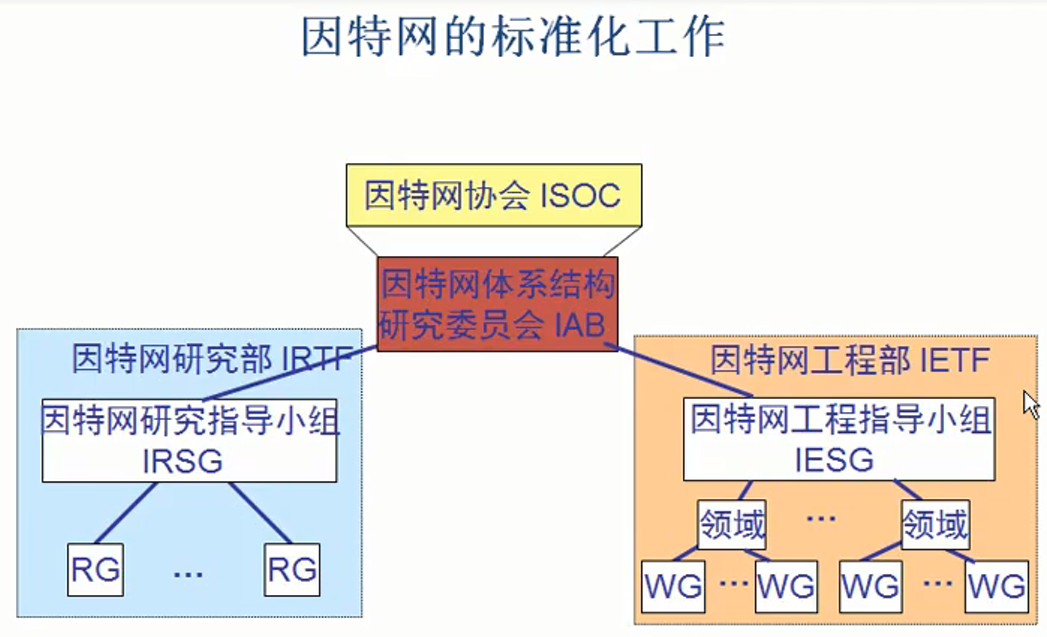 因特网的标准化工作
因特网协会 ISOC
因特网体系结构
研究委员会 IAB
因特网研究部 IRTF
因特网研究指导小组
IRSG
RG
…
RG
因特网工程部 IETF
因特网工程指导小组
IESG
领域
…
领域
WG
…
WG
WG
…
WG